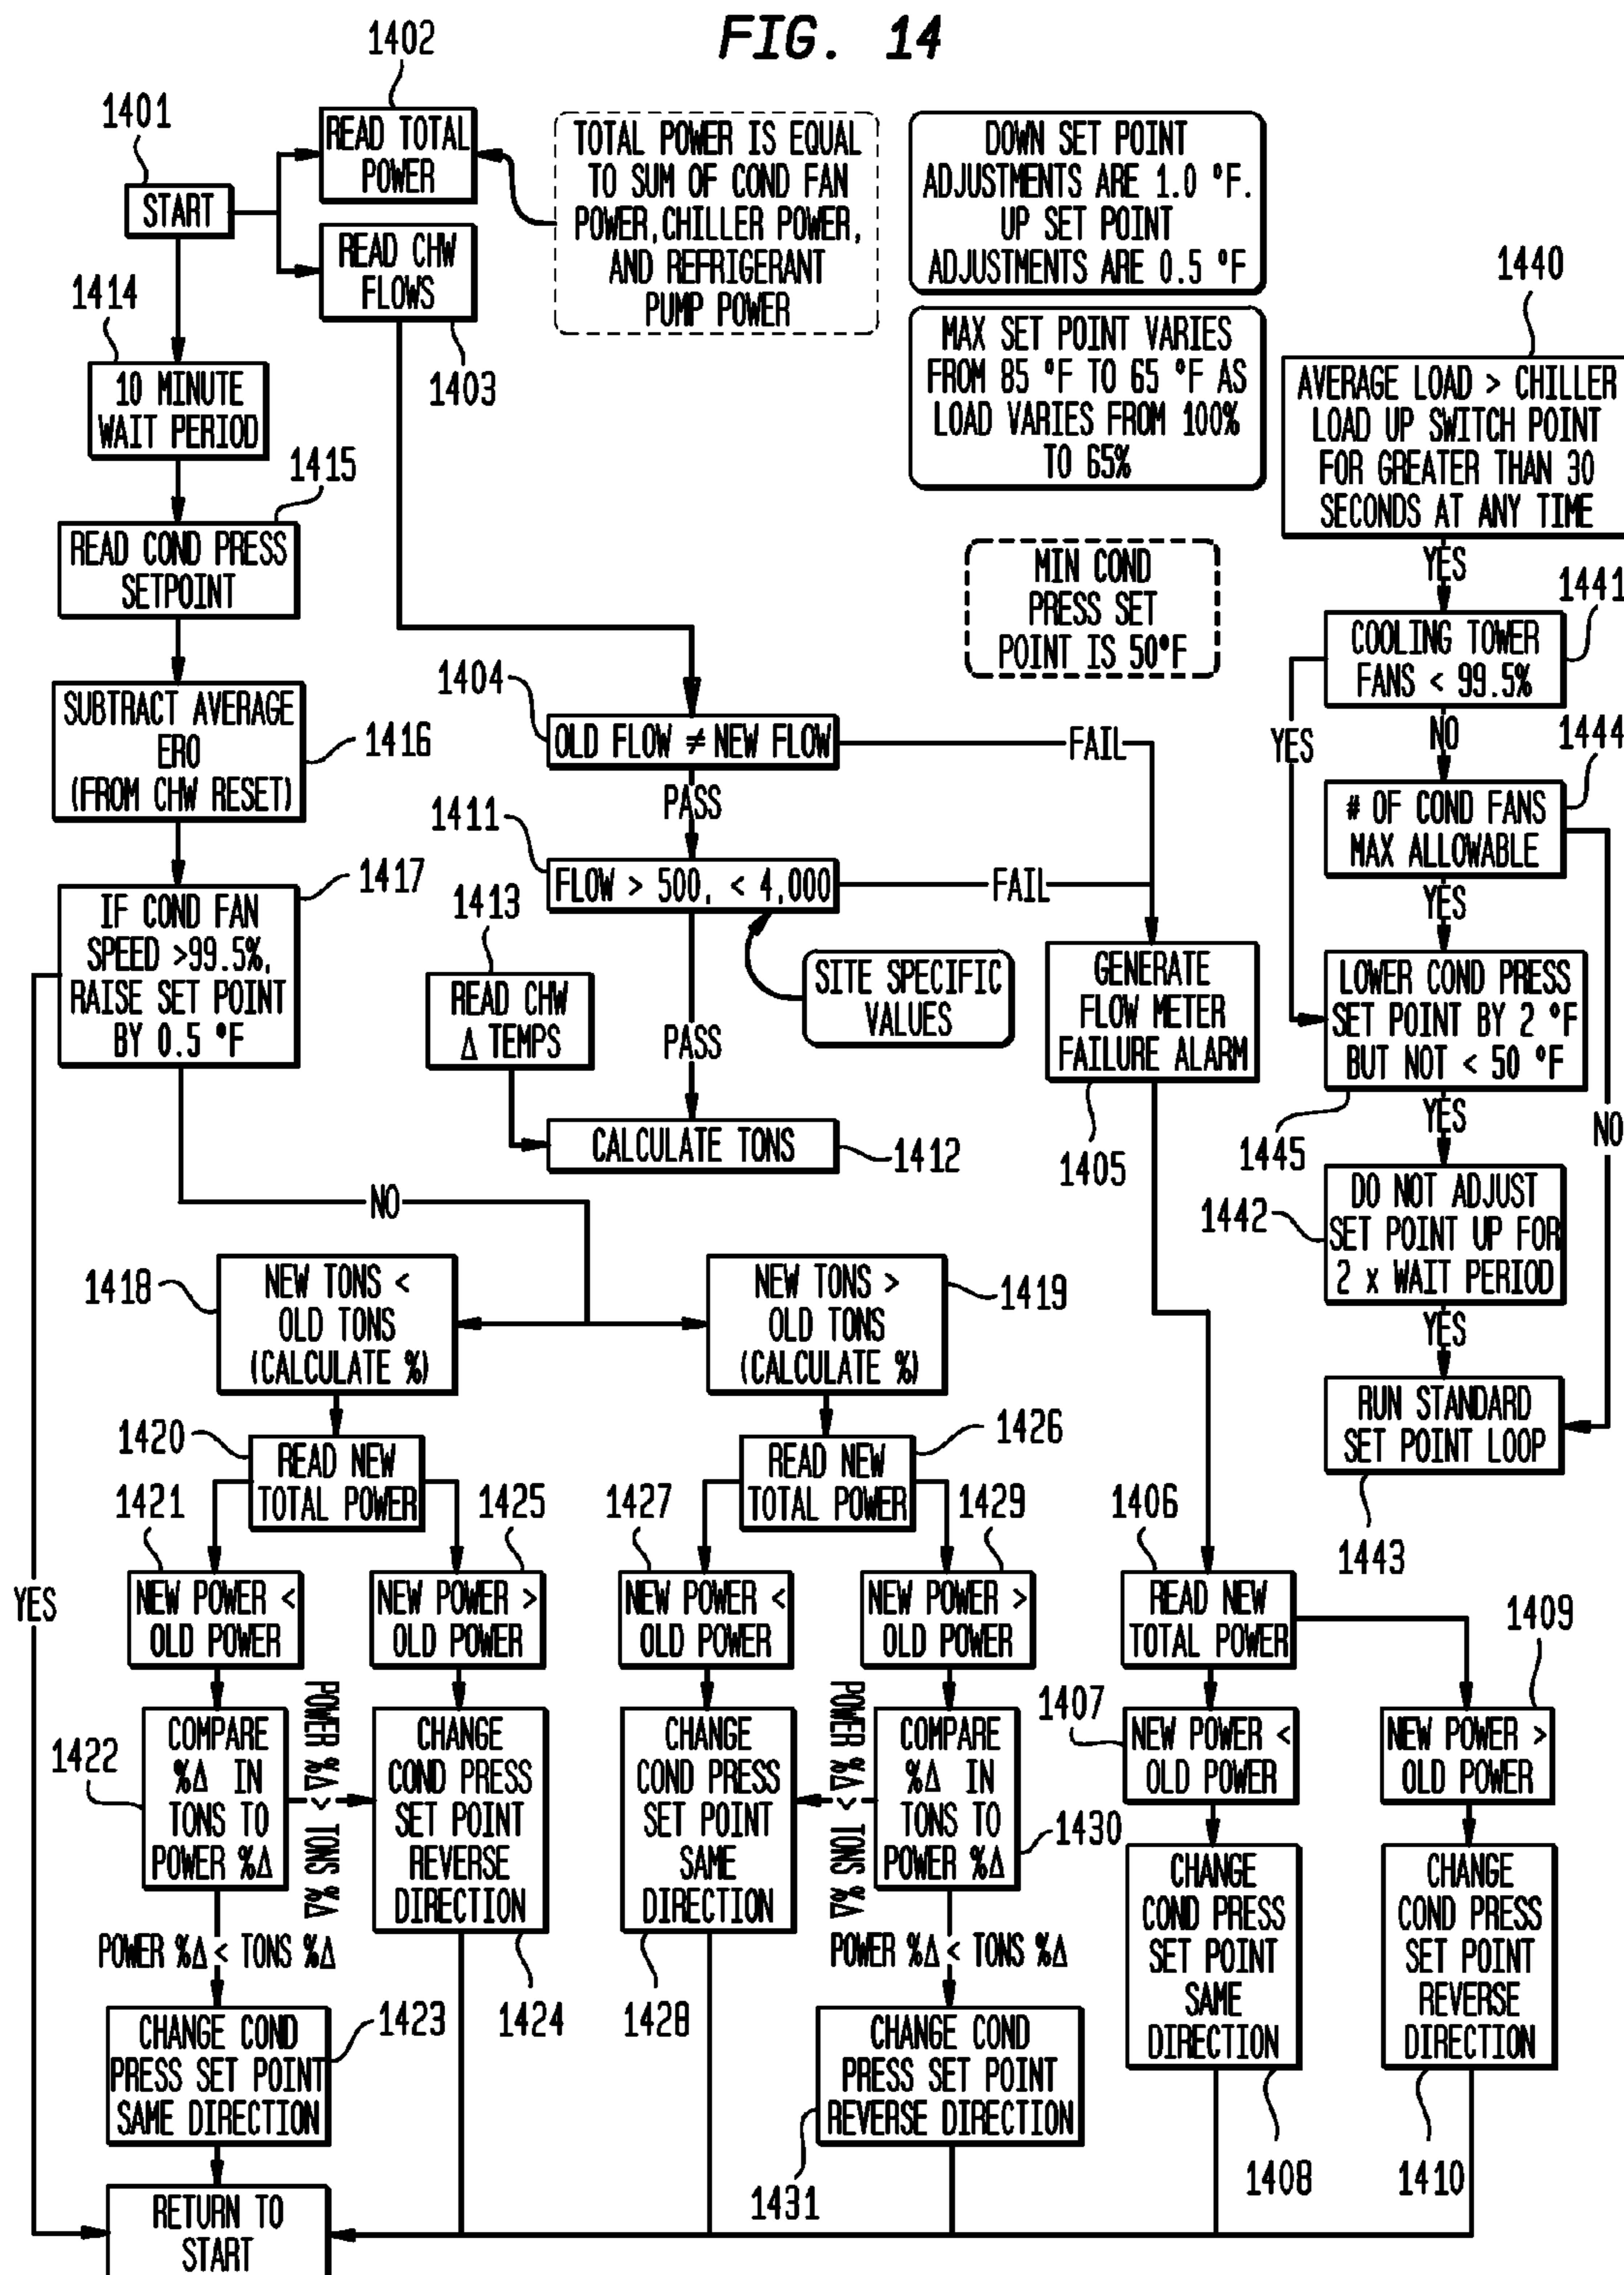 FIG. 14
1402
1401
START
READ TOTAL
POWER
READ CHW
FLOWS
1403
TOTAL POWER IS EQUAL
TO SUM OF COND FAN
POWER, CHILLER POWER,
AND REFRIGERANT
PUMP POWER
DOWN SET POINT
ADJUSTMENTS ARE 1.0 °F.
UP SET POINT
ADJUSTMENTS ARE 0.5 °F
MAX SET POINT VARIES
FROM 85 °F TO 65 °F AS
LOAD VARIES FROM 100%
TO 65%
MIN COND
PRESS SET
POINT IS 50°F
1414
10 MINUTE
WAIT PERIOD
1415
READ COND PRESS
SETPOINT
SUBTRACT AVERAGE
ERO
(FROM CHW RESET)
1416
1417
IF COND FAN
SPEED >99.5%,
RAISE SET POINT
BY 0.5 °F
YES
NO
1404
OLD FLOW ≠ NEW FLOW
FAIL
PASS
1411
FLOW > 500, < 4,000
FAIL
SITE SPECIFIC
VALUES
PASS
1413
READ CHW
Δ TEMPS
CALCULATE TONS
1412
GENERATE
FLOW METER
FAILURE ALARM
1405
1440
AVERAGE LOAD > CHILLER
LOAD UP SWITCH POINT
FOR GREATER THAN 30
SECONDS AT ANY TIME
YES
1441
COOLING TOWER
FANS < 99.5%
YES
NO
1444
# OF COND FANS
MAX ALLOWABLE
YES
NO
LOWER COND PRESS
SET POINT BY 2 °F
BUT NOT < 50 °F
1445
YES
1442
DO NOT ADJUST
SET POINT UP FOR
2 x WAIT PERIOD
YES
RUN STANDARD
SET POINT LOOP
1443
1418
NEW TONS <
OLD TONS
(CALCULATE %)
NEW TONS >
OLD TONS
(CALCULATE %)
1419
1420
READ NEW
TOTAL POWER
1426
READ NEW
TOTAL POWER
1421
NEW POWER <
OLD POWER
1425
NEW POWER >
OLD POWER
1427
NEW POWER <
OLD POWER
1429
NEW POWER >
OLD POWER
1406
READ NEW
TOTAL POWER
1407
NEW POWER <
OLD POWER
1409
NEW POWER >
OLD POWER
1422
COMPARE
%Δ IN
TONS TO
POWER %Δ
POWER %Δ > TONS %Δ
CHANGE
COND PRESS
SET POINT
REVERSE
DIRECTION
1424
CHANGE
COND PRESS
SET POINT
SAME
DIRECTION
1428
POWER %Δ > TONS %Δ
COMPARE
%Δ IN
TONS TO
POWER %Δ
1430
CHANGE
COND PRESS
SET POINT
SAME
DIRECTION
1408
CHANGE
COND PRESS
SET POINT
REVERSE
DIRECTION
1410
POWER %Δ < TONS %Δ
CHANGE COND
PRESS SET POINT
SAME DIRECTION
1423
POWER %Δ < TONS %Δ
CHANGE COND
PRESS SET POINT
REVERSE DIRECTION
1431
RETURN TO
START